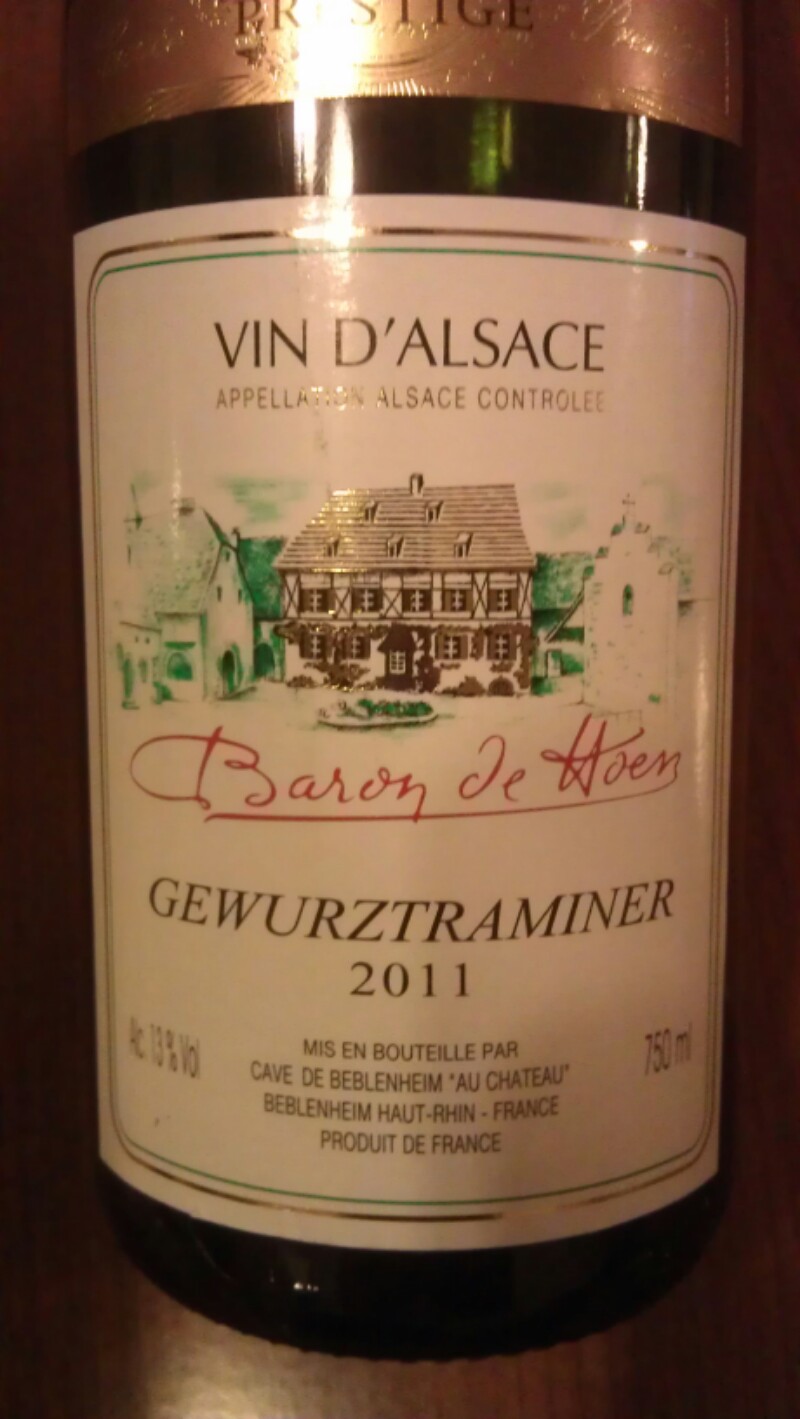 PRESTIGE
VIN D'ALSACE
APPELLATION ALSACE CONTROLEE
Baron de Hoen
GEWURZTRAMINER
2011
Alc. 13 % Vol
750 ml
MIS EN BOUTEILLE PAR
CAVE DE BEBLENHEIM "AU CHATEAU"
BEBLENHEIM HAUT-RHIN - FRANCE
PRODUIT DE FRANCE